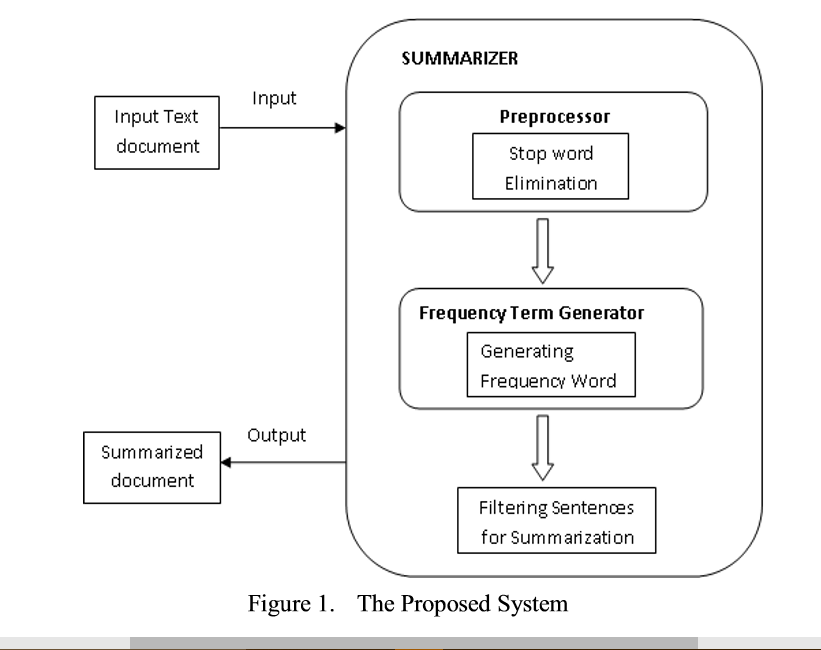 SUMMARIZER
Input
Input Text
document
Preprocessor
Stop word
Elimination
Frequency Term Generator
Generating
Frequency Word
Output
Summarized
document
Filtering Sentences
for Summarization
Figure 1. The Proposed System